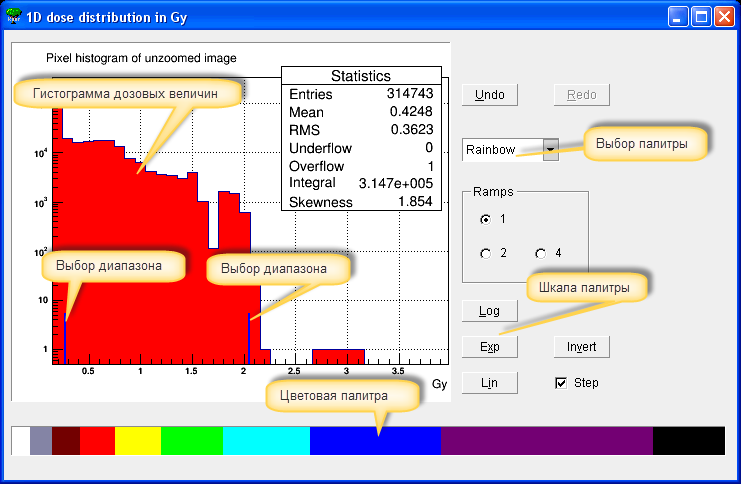 1D dose distribution in Gy
Pixel histogram of unzoomed image
Statistics
Entries 314743
Mean 0.4248
RMS 0.3623
Underflow 0
Overflow 1
Integral 3.147e+005
Skewness 1.854
Гистограмма дозовых величин
10^4
10^3
10^2
10
1
0.5 1 1.5 2 2.5 3 3.5
Gy
Выбор диапазона
Выбор диапазона
Цветовая палитра
Undo Redo
Rainbow
Выбор палитры
Ramps
1
2 4
Шкала палитры
Log
Exp Invert
Lin Step